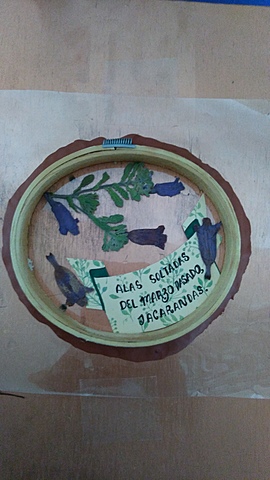 ALAS SOLTADAS
DEL MARZO PASADO,
JACARANDAS.